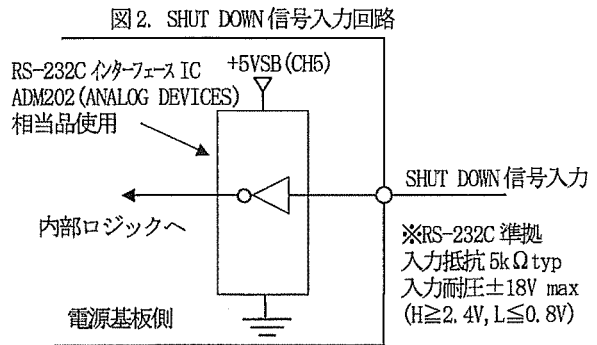 図2. SHUT DOWN信号入力回路
RS-232C インターフェース IC
ADM202(ANALOG DEVICES)
相当品使用
+5VSB(CH5)
SHUT DOWN信号入力
内部ロジックへ
※RS-232C 準拠
入力抵抗 5kΩtyp
入力耐圧±18V max
(H≧2.4V, L≦0.8V)
電源基板側